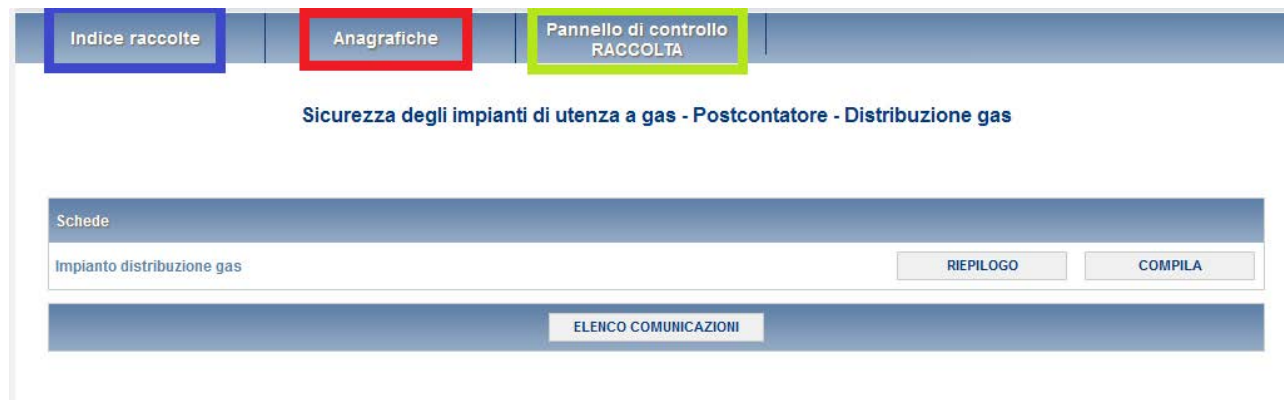 Indice raccolte
Anagrafiche
Pannello di controllo
RACCOLTA
Sicurezza degli impianti di utenza a gas - Postcontatore - Distribuzione gas
Schede
Impianto distribuzione gas
RIEPILOGO
COMPILA
ELENCO COMUNICAZIONI